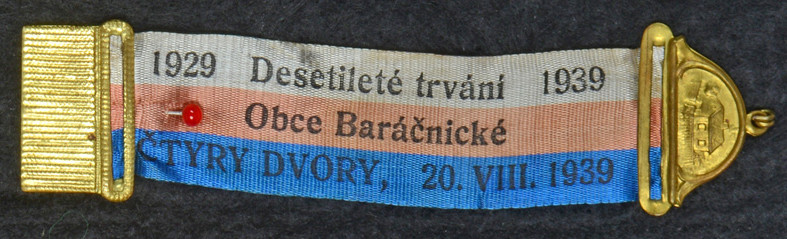 1929 Desetileté trvání 1939
Obce Baráčnické
ČTYRY DVORY, 20. VIII. 1939